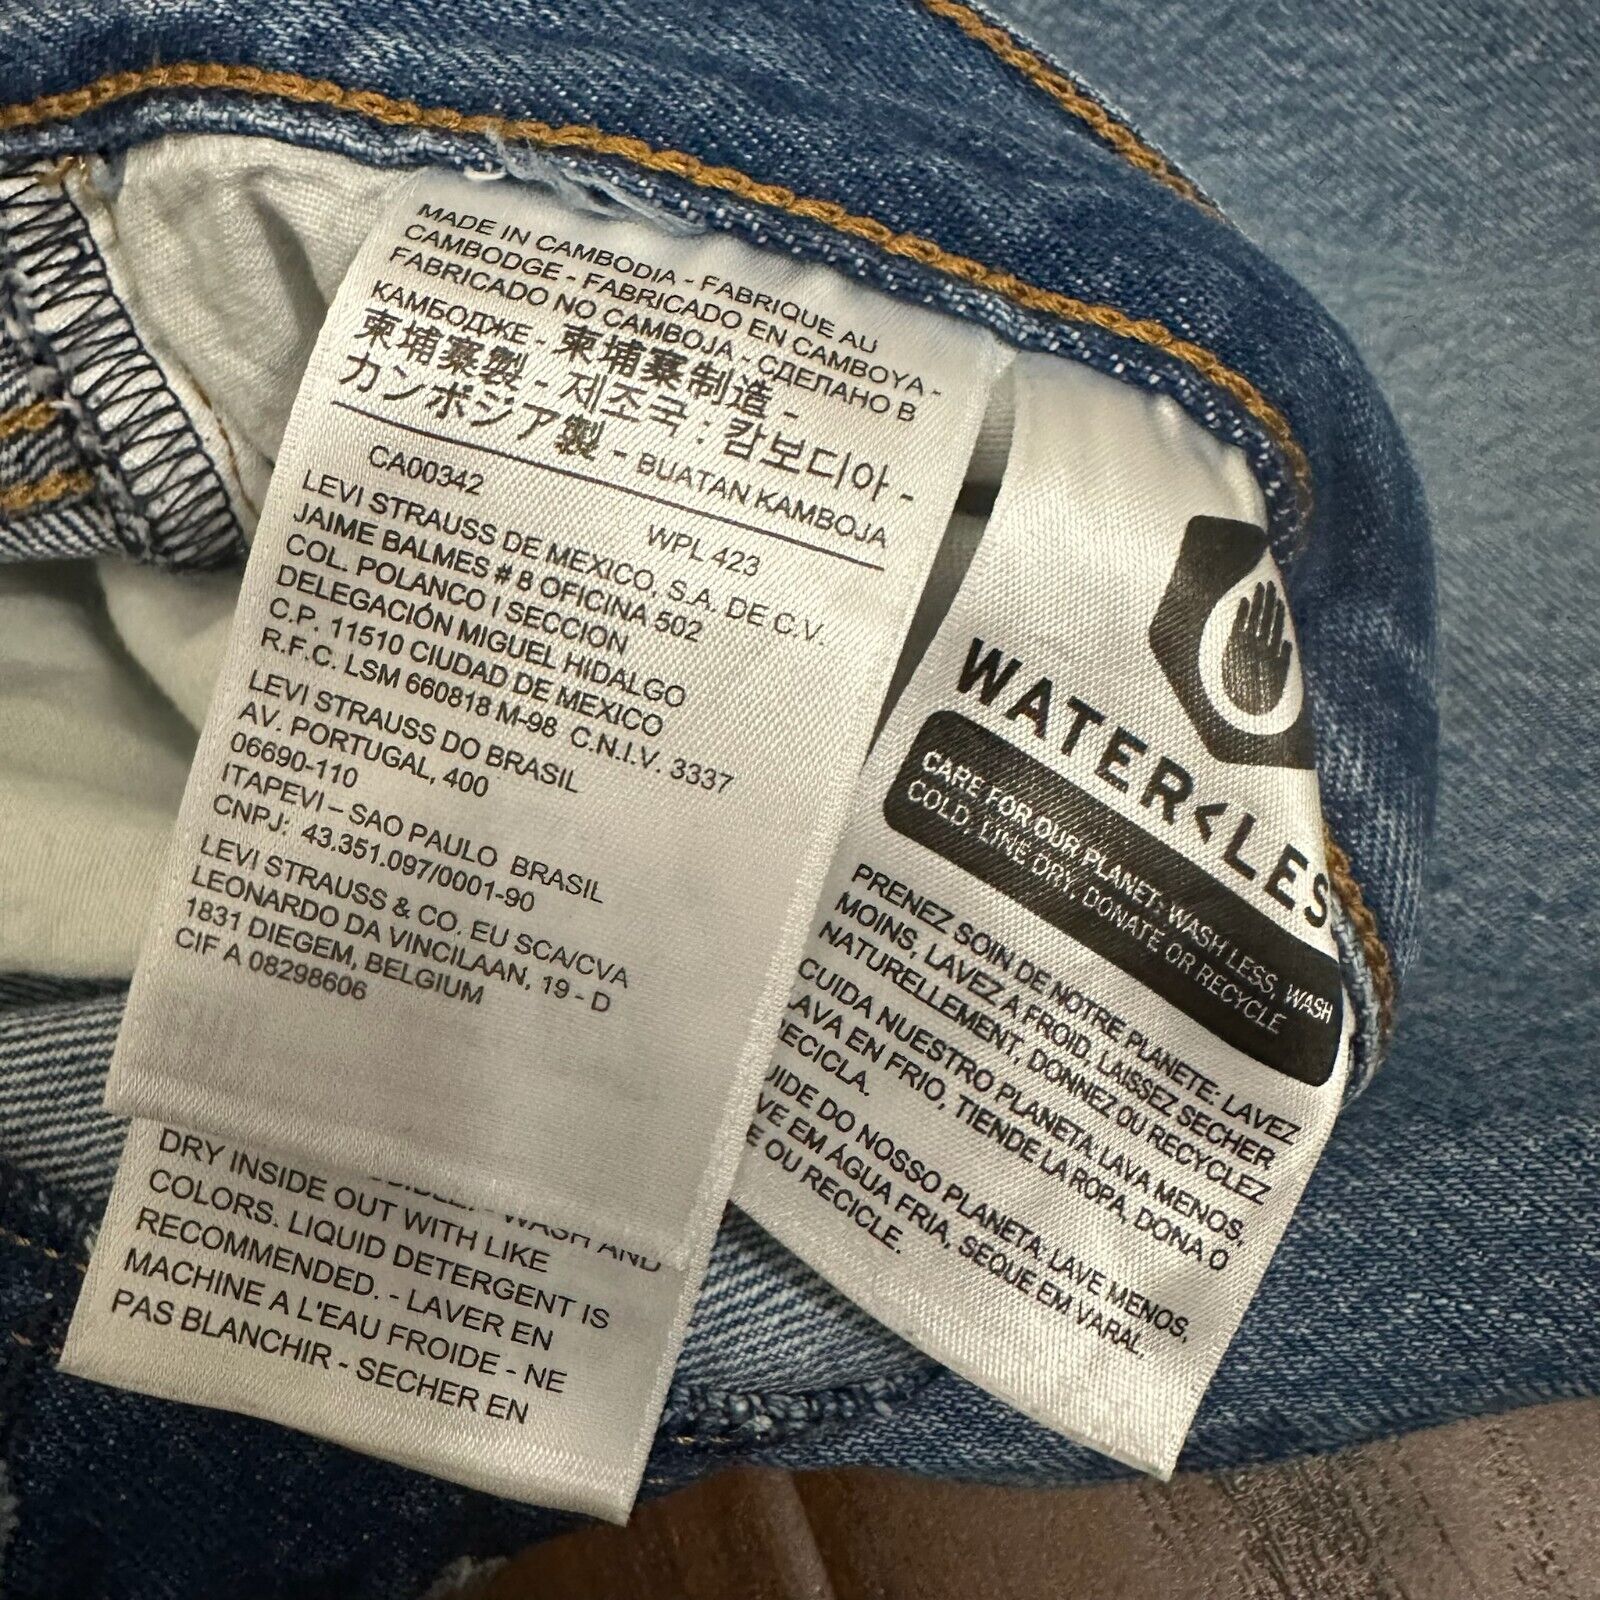 MADE IN CAMBODIA - FABRIQUE AU
CAMBODGE - FABRICADO EN CAMBOYA -
FABRICADO NO CAMBOJA - СДЕЛАНО В
КАМБОДЖЕ - 柬埔寨制造 -
柬埔寨製 - 제조국 : 캄보디아 -
カンボジア製 - BUATAN KAMBOJA
CA00342 WPL 423
LEVI STRAUSS DE MEXICO, S.A. DE C.V.
JAIME BALMES # 8 OFICINA 502
COL. POLANCO I SECCION
DELEGACIÓN MIGUEL HIDALGO
C.P. 11510 CIUDAD DE MEXICO
R.F.C. LSM 660818 M-98 C.N.I.V. 3337
LEVI STRAUSS DO BRASIL
AV. PORTUGAL, 400
06690-110
ITAPEVI – SAO PAULO BRASIL
CNPJ: 43.351.097/0001-90
LEVI STRAUSS & CO. EU SCA/CVA
LEONARDO DA VINCILAAN, 19 - D
1831 DIEGEM, BELGIUM
CIF A 08298606
WASH AND
DRY INSIDE OUT WITH LIKE
COLORS. LIQUID DETERGENT IS
RECOMMENDED. - LAVER EN
MACHINE A L'EAU FROIDE - NE
PAS BLANCHIR - SECHER EN
WATER<LES
CARE FOR OUR PLANET: WASH LESS, WASH
COLD, LINE DRY, DONATE OR RECYCLE
PRENEZ SOIN DE NOTRE PLANETE: LAVEZ
MOINS, LAVEZ A FROID, LAISSEZ SECHER
NATURELLEMENT, DONNEZ OU RECYCLEZ
CUIDA NUESTRO PLANETA: LAVA MENOS,
LAVA EN FRIO, TIENDE LA ROPA, DONA O
RECICLA.
UIDE DO NOSSO PLANETA: LAVE MENOS,
VE EM ÁGUA FRIA, SEQUE EM VARAL,
E OU RECICLE.